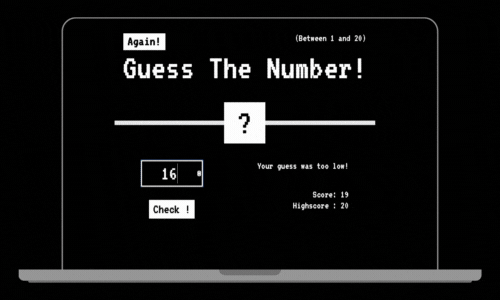 Again!
(Between 1 and 20)
Guess The Number!
?
16
Your guess was too low!
Check !
Score: 19
Highscore : 20